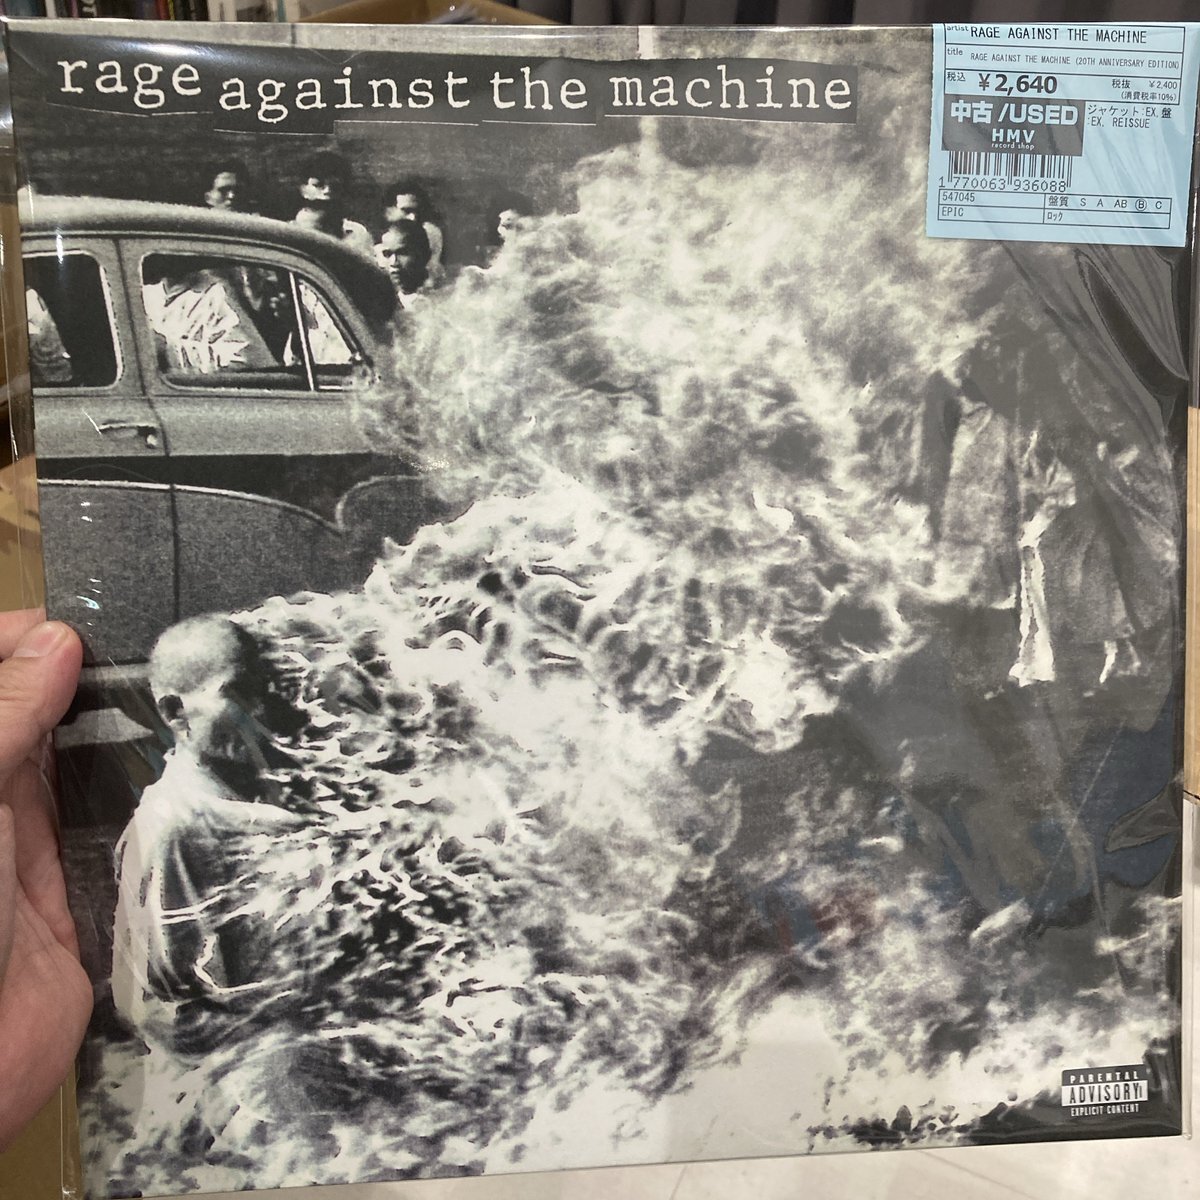 rage against the machine
artist RAGE AGAINST THE MACHINE
title RAGE AGAINST THE MACHINE (20TH ANNIVERSARY EDITION)
税込 ¥2,640 税抜 ¥2,400
(消費税率10%)
中古/USED
HMV
record shop
ジャケット:EX,盤
:EX, REISSUE
1 770063 936088
547045 盤質 S A AB B C
EPIC ロック
PARENTAL
ADVISORY
EXPLICIT CONTENT